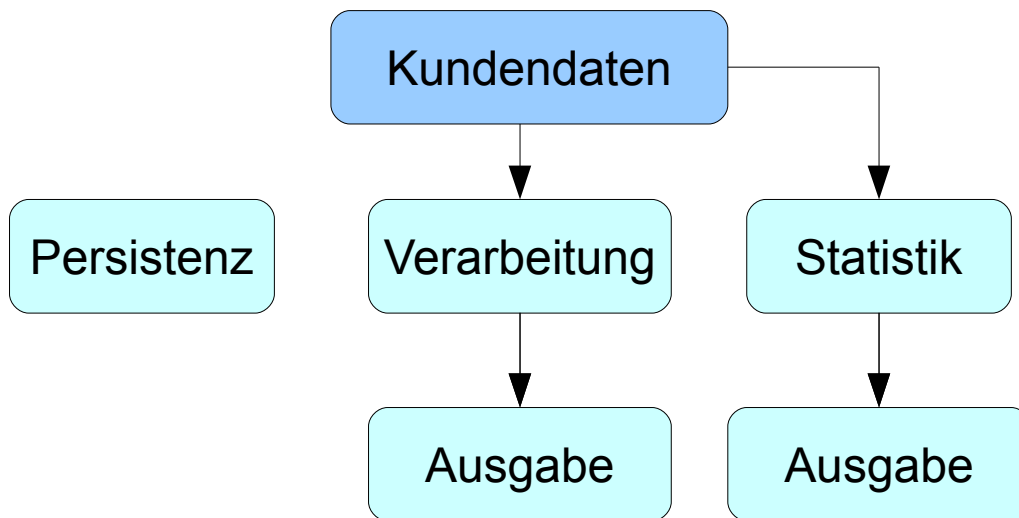 Kundendaten
Persistenz
Verarbeitung
Statistik
Ausgabe
Ausgabe